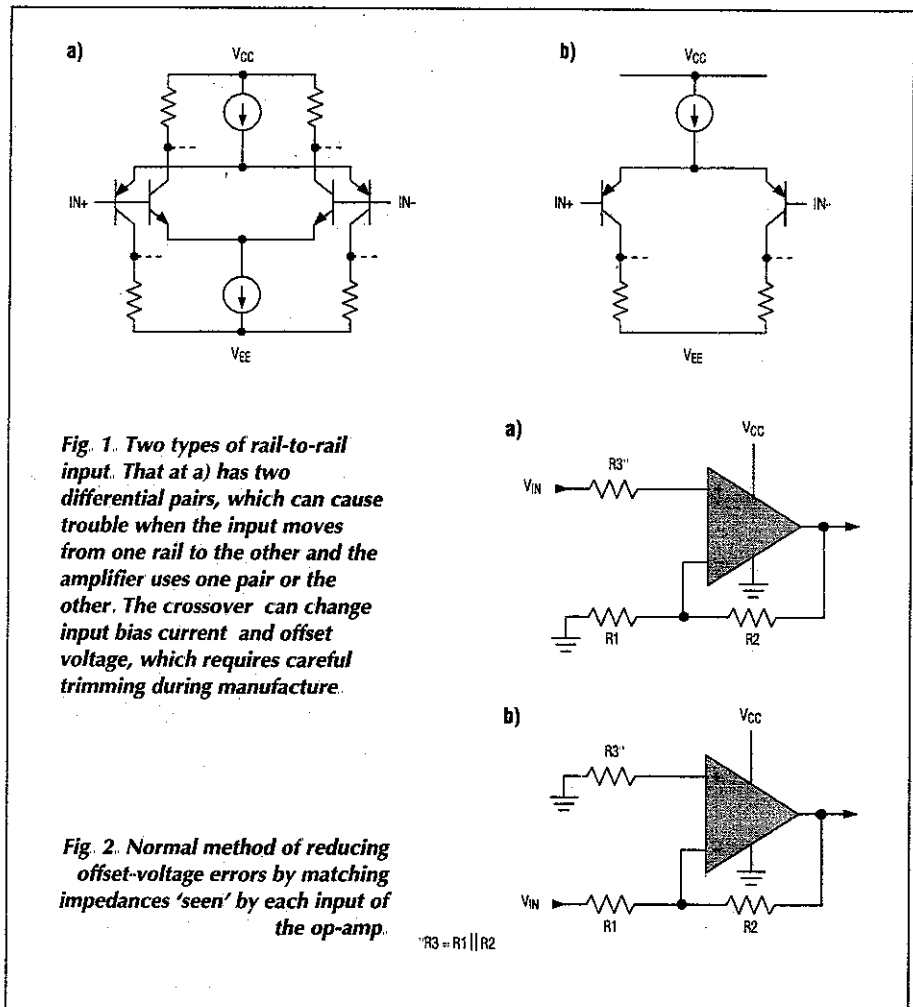 a)
VCC
IN+
IN-
VEE
b)
VCC
IN+
IN-
VEE
Fig. 1. Two types of rail-to-rail
input. That at a) has two
differential pairs, which can cause
trouble when the input moves
from one rail to the other and the
amplifier uses one pair or the
other. The crossover can change
input bias current and offset
voltage, which requires careful
trimming during manufacture.
a)
VCC
R3*
VIN
+
-
R1
R2
b)
VCC
R3*
+
-
VIN
R1
R2
Fig. 2. Normal method of reducing
offset-voltage errors by matching
impedances 'seen' by each input of
the op-amp.
*R3 = R1||R2